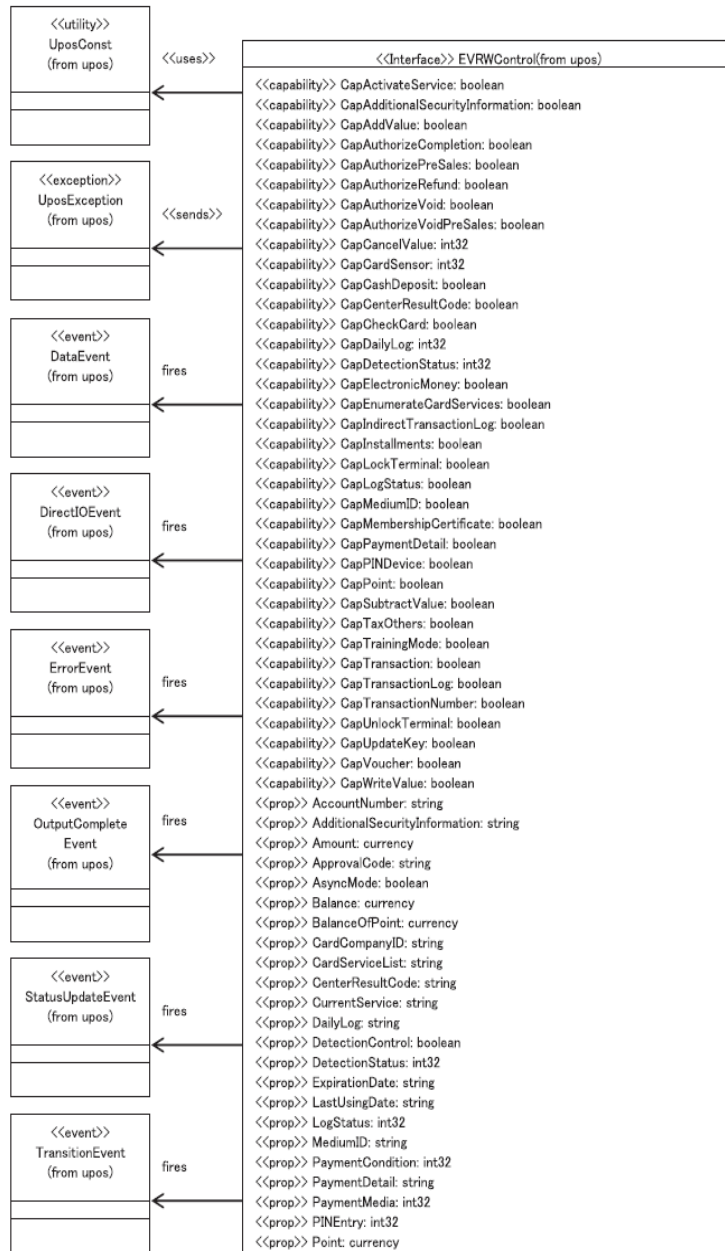 <<utility>>
UposConst
(from upos)
<<uses>>
<<exception>>
UposException
(from upos)
<<sends>>
<<event>>
DataEvent
(from upos)
fires
<<event>>
DirectIOEvent
(from upos)
fires
<<event>>
ErrorEvent
(from upos)
fires
<<event>>
OutputComplete
Event
(from upos)
fires
<<event>>
StatusUpdateEvent
(from upos)
fires
<<event>>
TransitionEvent
(from upos)
fires
<<Interface>> EVRWControl(from upos)
<<capability>> CapActivateService: boolean
<<capability>> CapAdditionalSecurityInformation: boolean
<<capability>> CapAddValue: boolean
<<capability>> CapAuthorizeCompletion: boolean
<<capability>> CapAuthorizePreSales: boolean
<<capability>> CapAuthorizeRefund: boolean
<<capability>> CapAuthorizeVoid: boolean
<<capability>> CapAuthorizeVoidPreSales: boolean
<<capability>> CapCancelValue: int32
<<capability>> CapCardSensor: int32
<<capability>> CapCashDeposit: boolean
<<capability>> CapCenterResultCode: boolean
<<capability>> CapCheckCard: boolean
<<capability>> CapDailyLog: int32
<<capability>> CapDetectionStatus: int32
<<capability>> CapElectronicMoney: boolean
<<capability>> CapEnumerateCardServices: boolean
<<capability>> CapIndirectTransactionLog: boolean
<<capability>> CapInstallments: boolean
<<capability>> CapLockTerminal: boolean
<<capability>> CapLogStatus: boolean
<<capability>> CapMediumID: boolean
<<capability>> CapMembershipCertificate: boolean
<<capability>> CapPaymentDetail: boolean
<<capability>> CapPINDevice: boolean
<<capability>> CapPoint: boolean
<<capability>> CapSubtractValue: boolean
<<capability>> CapTaxOthers: boolean
<<capability>> CapTrainingMode: boolean
<<capability>> CapTransaction: boolean
<<capability>> CapTransactionLog: boolean
<<capability>> CapTransactionNumber: boolean
<<capability>> CapUnlockTerminal: boolean
<<capability>> CapUpdateKey: boolean
<<capability>> CapVoucher: boolean
<<capability>> CapWriteValue: boolean
<<prop>> AccountNumber: string
<<prop>> AdditionalSecurityInformation: string
<<prop>> Amount: currency
<<prop>> ApprovalCode: string
<<prop>> AsyncMode: boolean
<<prop>> Balance: currency
<<prop>> BalanceOfPoint: currency
<<prop>> CardCompanyID: string
<<prop>> CardServiceList: string
<<prop>> CenterResultCode: string
<<prop>> CurrentService: string
<<prop>> DailyLog: string
<<prop>> DetectionControl: boolean
<<prop>> DetectionStatus: int32
<<prop>> ExpirationDate: string
<<prop>> LastUsingDate: string
<<prop>> LogStatus: int32
<<prop>> MediumID: string
<<prop>> PaymentCondition: int32
<<prop>> PaymentDetail: string
<<prop>> PaymentMedia: int32
<<prop>> PINEntry: int32
<<prop>> Point: currency